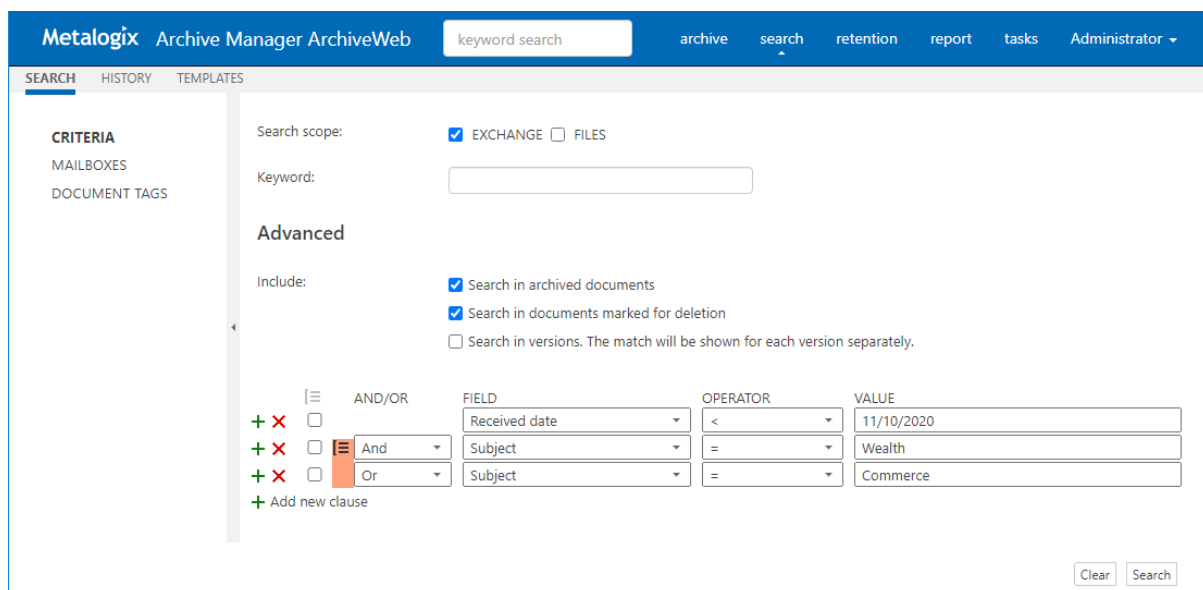 Metalogix Archive Manager ArchiveWeb keyword search archive search retention report tasks Administrator
SEARCH HISTORY TEMPLATES
CRITERIA
MAILBOXES
DOCUMENT TAGS
Search scope: EXCHANGE FILES
Keyword:
Advanced
Include: Search in archived documents
Search in documents marked for deletion
Search in versions. The match will be shown for each version separately.
AND/OR FIELD OPERATOR VALUE
Received date < 11/10/2020
And Subject = Wealth
Or Subject = Commerce
Add new clause
Clear Search